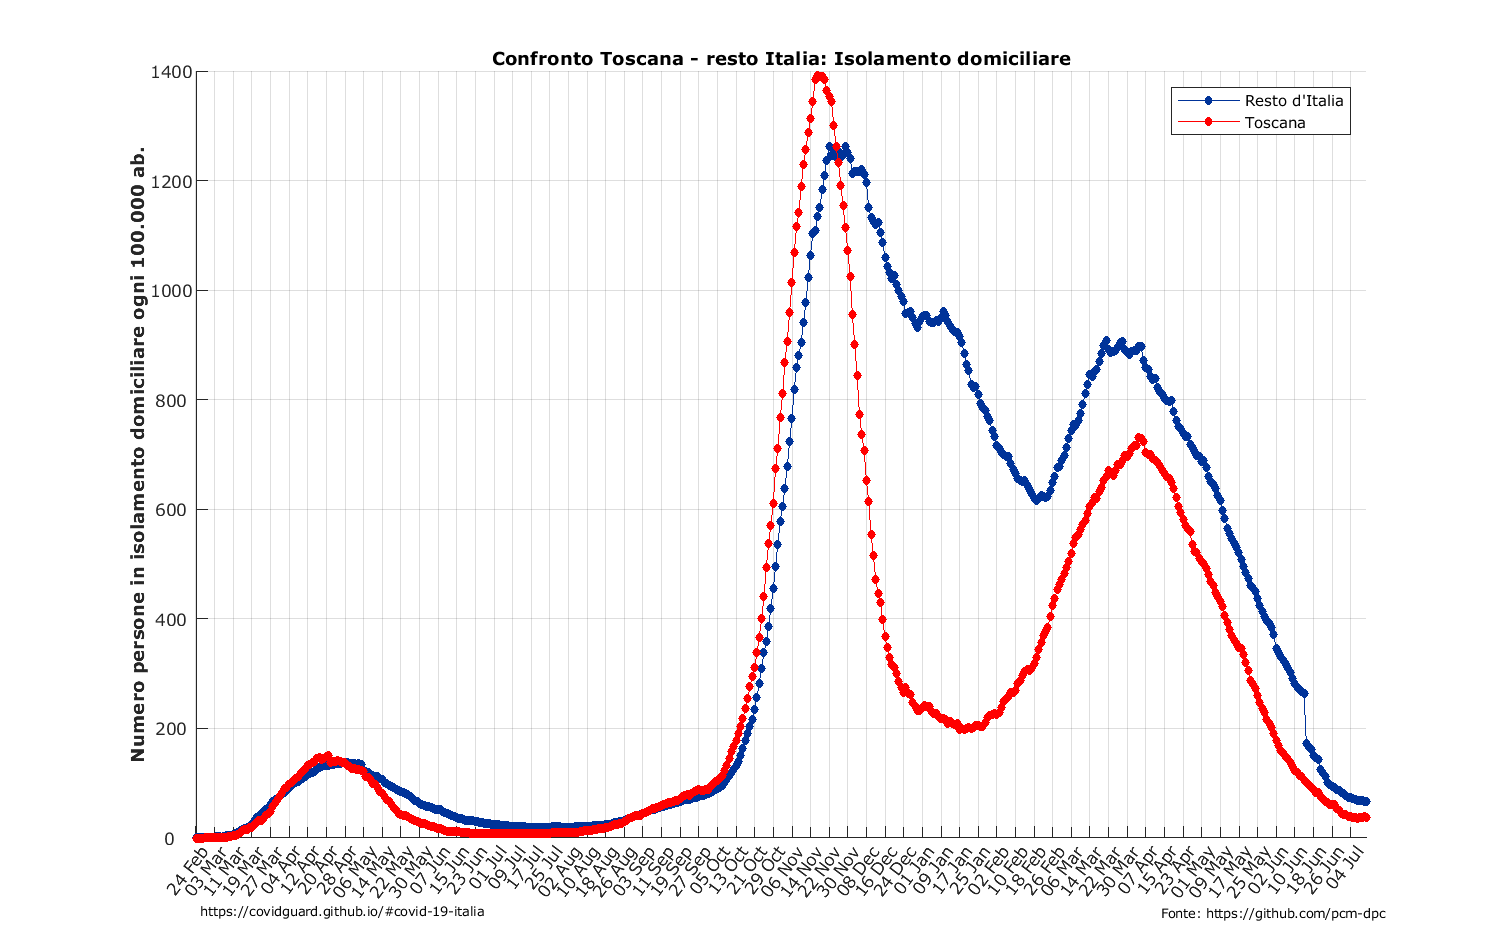 Confronto Toscana - resto Italia: Isolamento domiciliare
Numero persone in isolamento domiciliare ogni 100.000 ab.
1400
1200
1000
800
600
400
200
0
Resto d'Italia
Toscana
24 Feb
03 Mar
11 Mar
19 Mar
27 Mar
04 Apr
12 Apr
20 Apr
28 Apr
06 May
14 May
22 May
30 May
07 Jun
15 Jun
23 Jun
01 Jul
09 Jul
17 Jul
25 Jul
02 Aug
10 Aug
18 Aug
26 Aug
03 Sep
11 Sep
19 Sep
27 Sep
05 Oct
13 Oct
21 Oct
29 Oct
06 Nov
14 Nov
22 Nov
30 Nov
08 Dec
16 Dec
24 Dec
01 Jan
09 Jan
17 Jan
25 Jan
02 Feb
10 Feb
18 Feb
26 Feb
06 Mar
14 Mar
22 Mar
30 Mar
07 Apr
15 Apr
23 Apr
01 May
09 May
17 May
25 May
02 Jun
10 Jun
18 Jun
26 Jun
04 Jul
https://covidguard.github.io/#covid-19-italia
Fonte: https://github.com/pcm-dpc